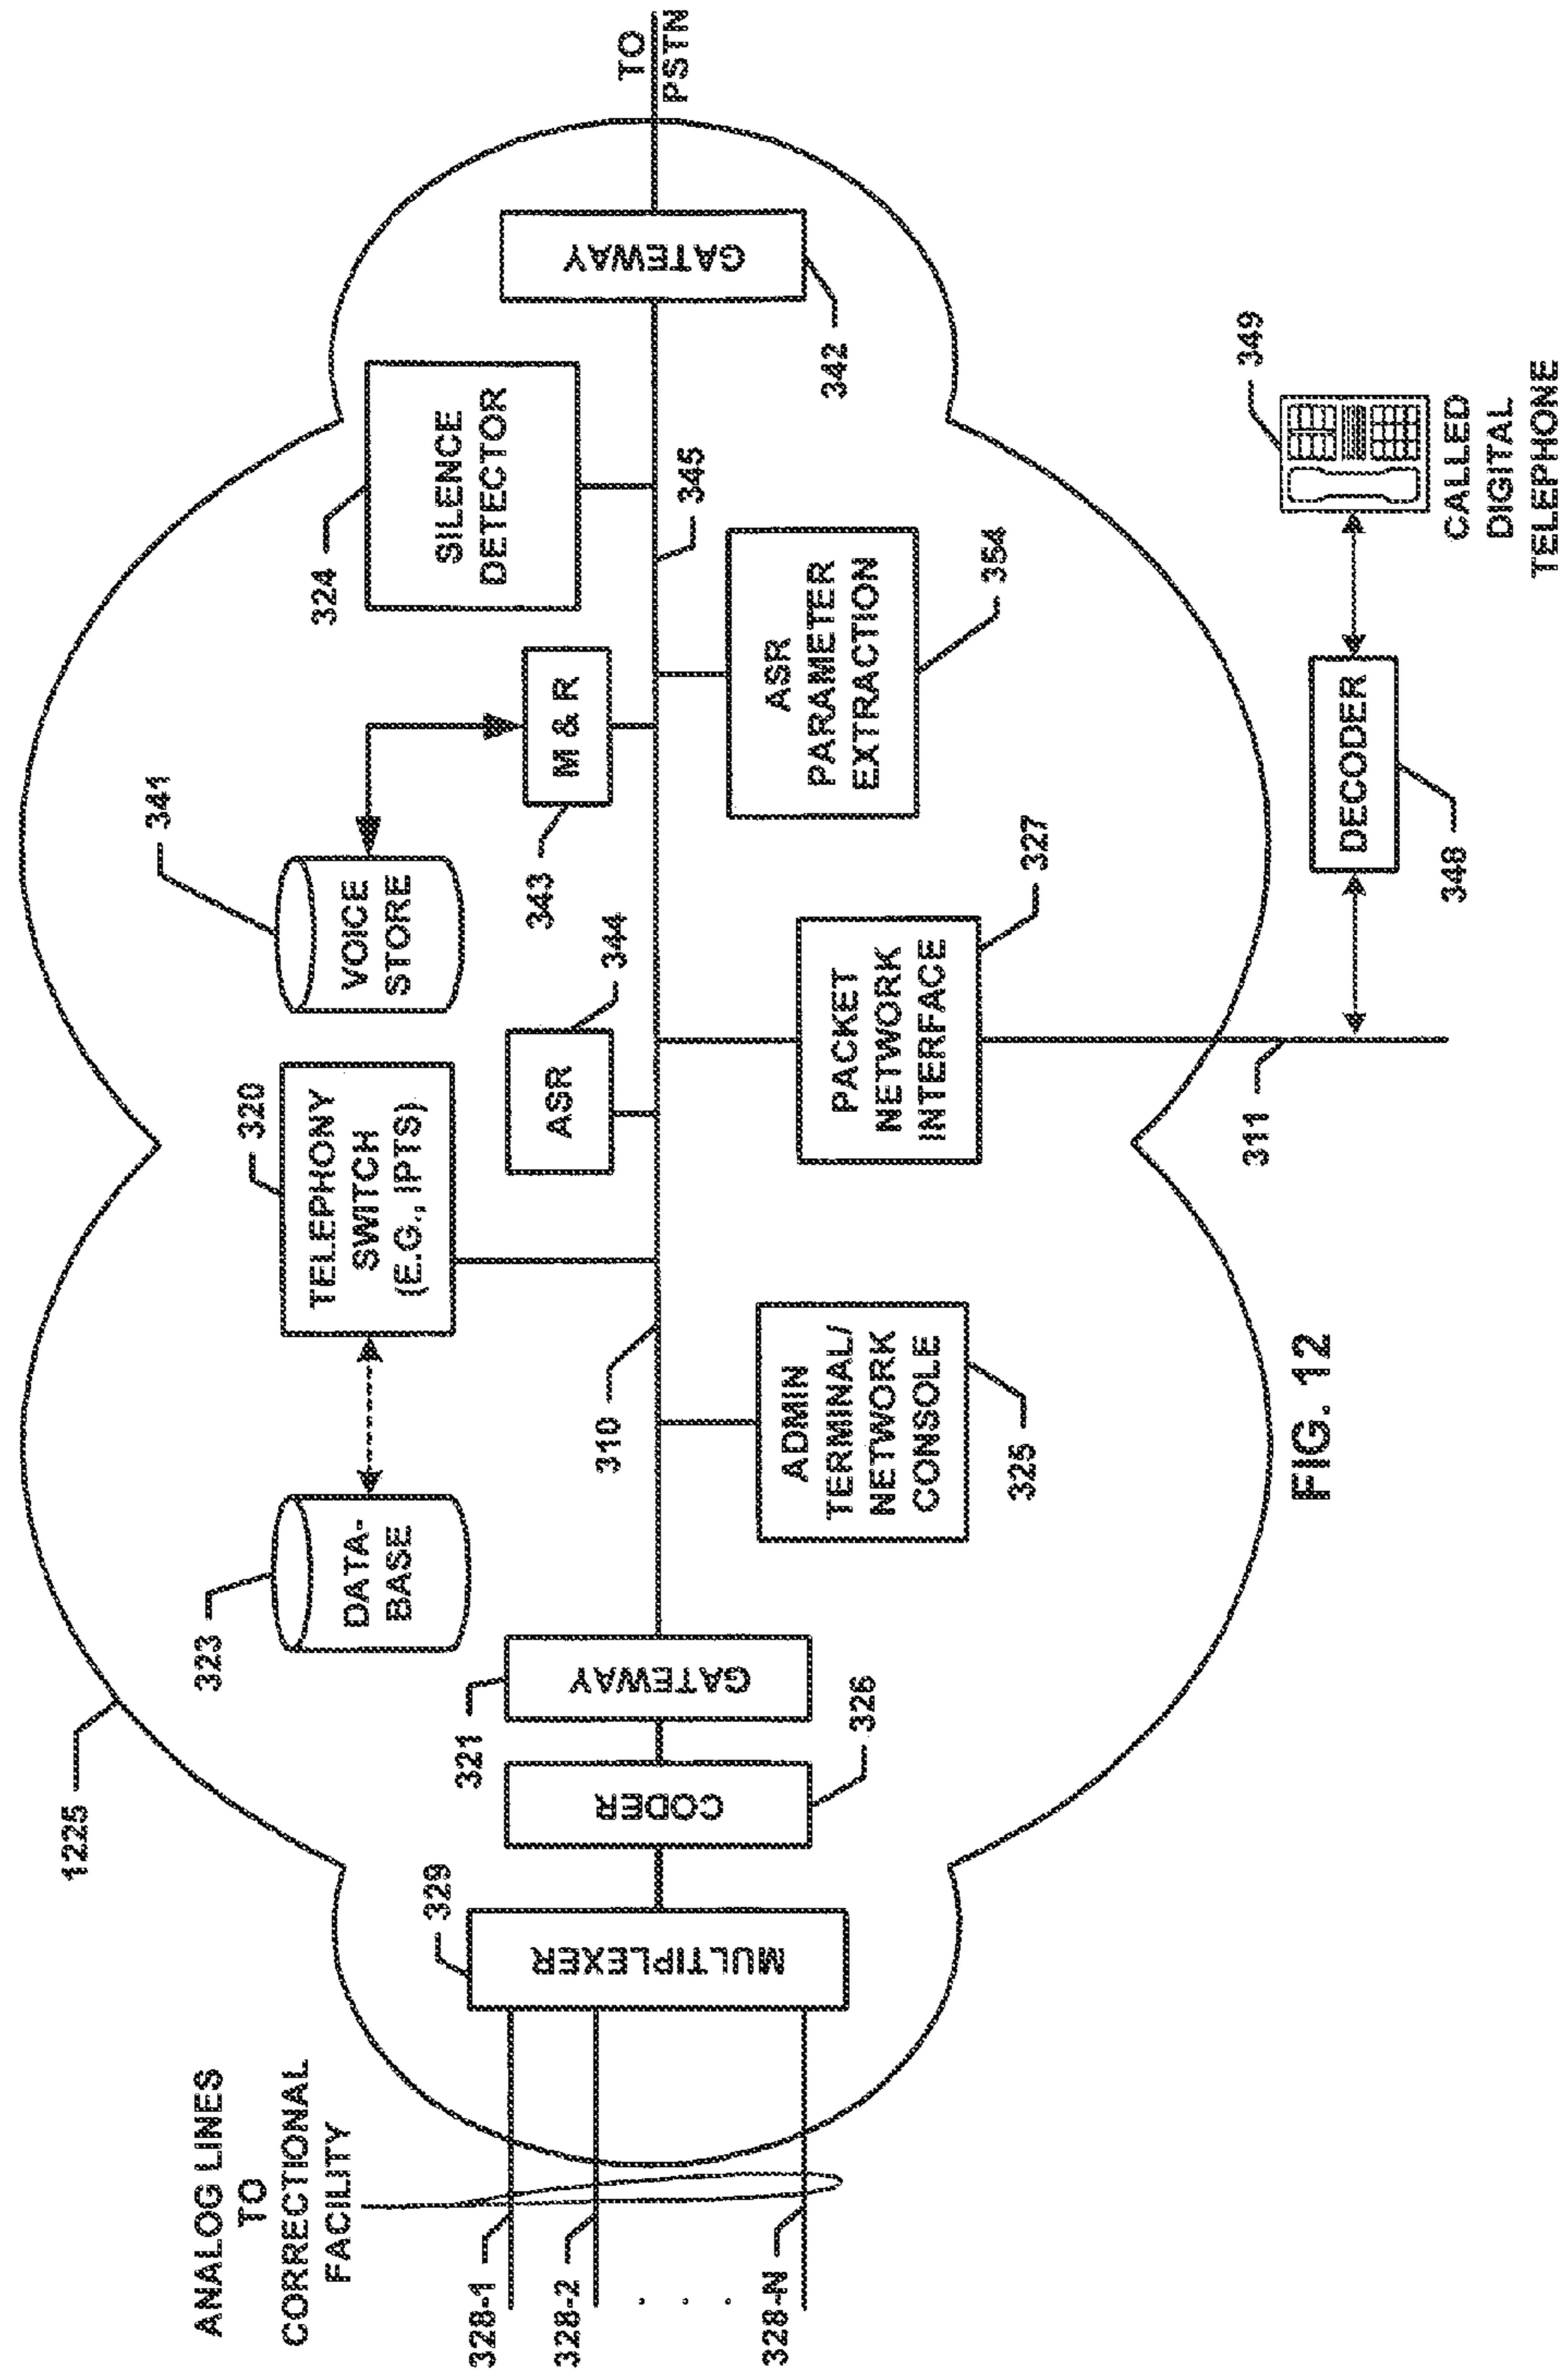 ANALOG LINES
TO
CORRECTIONAL
FACILITY
328-1
328-2
. . .
328-N
1225
329
MULTIPLEXER
CODER
326
321
GATEWAY
323
DATA-
BASE
320
TELEPHONY
SWITCH
(E.G., IPTS)
310
ADMIN
TERMINAL/
NETWORK
CONSOLE
325
ASR
344
341
VOICE
STORE
343
M & R
PACKET
NETWORK
INTERFACE
327
324
SILENCE
DETECTOR
345
ASR
PARAMETER
EXTRACTION
354
GATEWAY
342
TO
PSTN
311
DECODER
348
349
CALLED
DIGITAL
TELEPHONE
FIG. 12